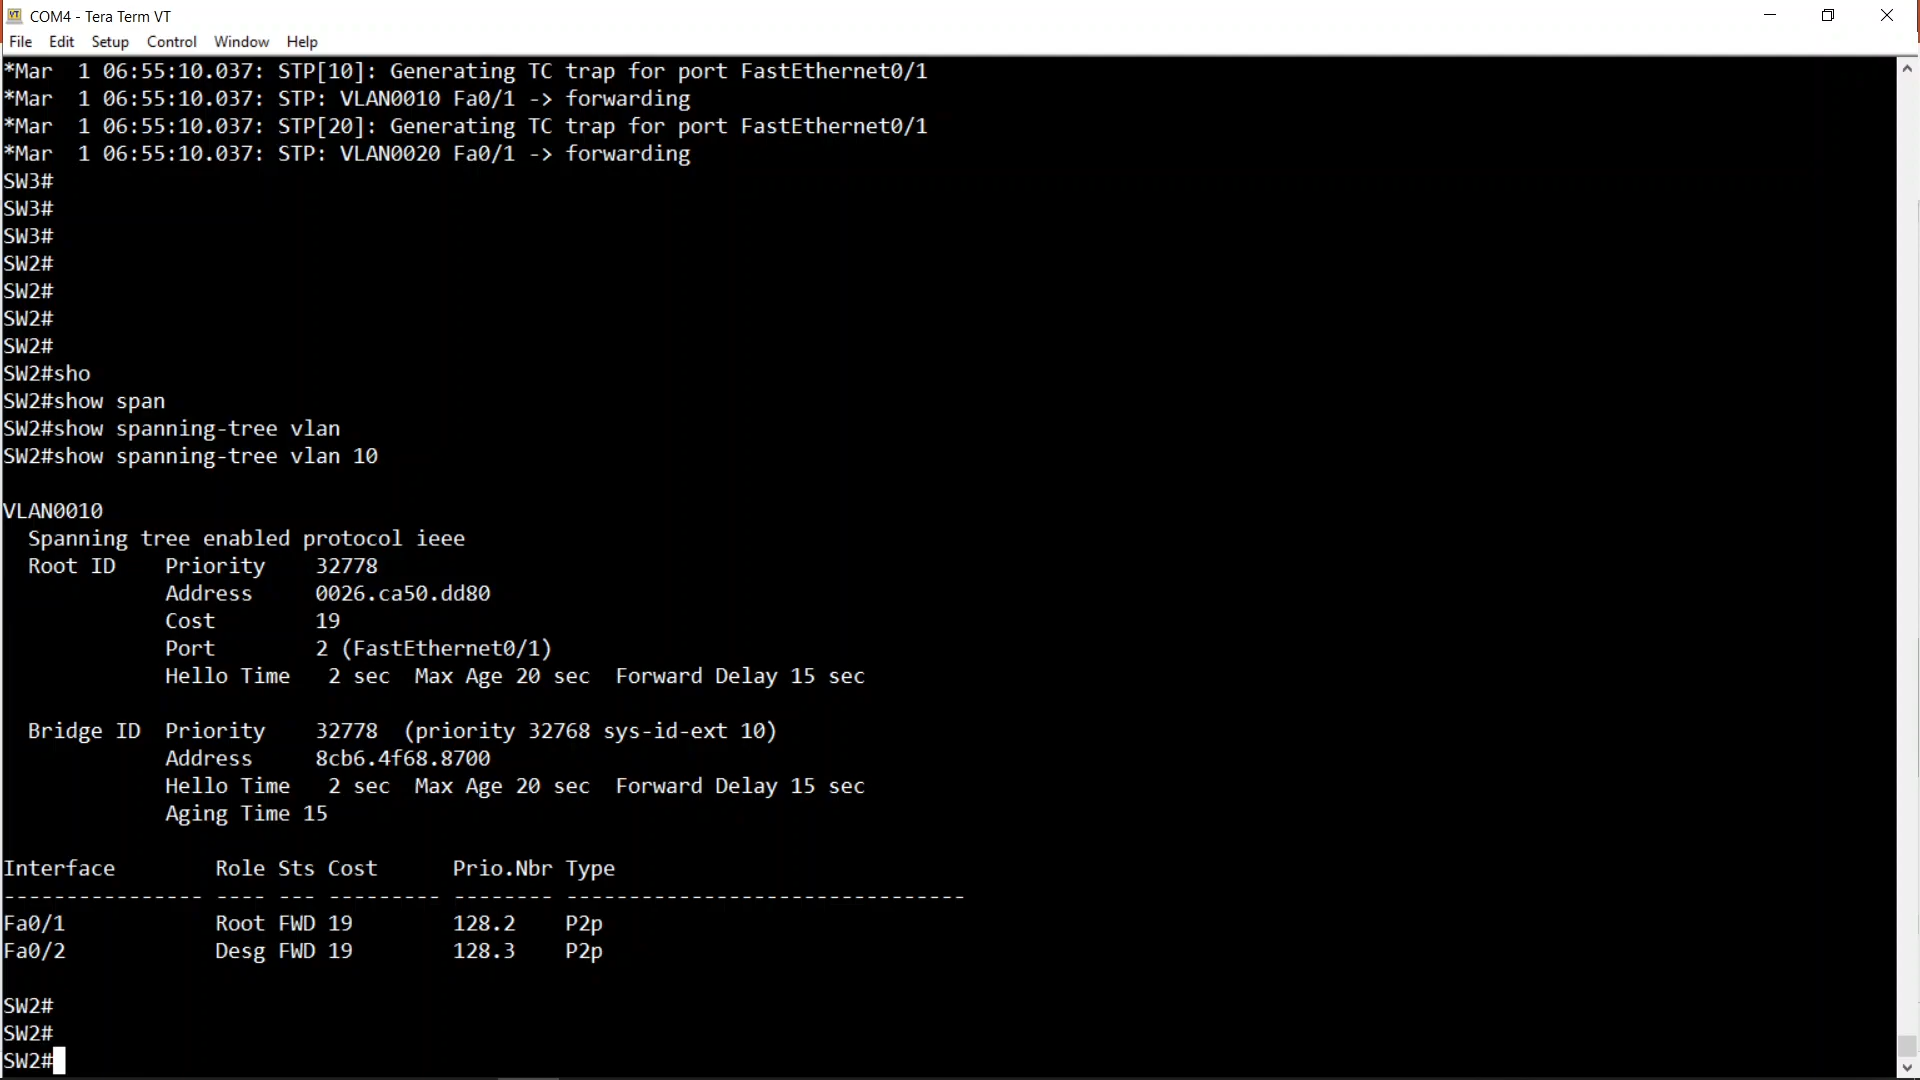 COM4 - Tera Term VT
File Edit Setup Control Window Help
*Mar  1 06:55:10.037: STP[10]: Generating TC trap for port FastEthernet0/1
*Mar  1 06:55:10.037: STP: VLAN0010 Fa0/1 -> forwarding
*Mar  1 06:55:10.037: STP[20]: Generating TC trap for port FastEthernet0/1
*Mar  1 06:55:10.037: STP: VLAN0020 Fa0/1 -> forwarding
SW3#
SW3#
SW3#
SW2#
SW2#
SW2#
SW2#
SW2#sho
SW2#show span
SW2#show spanning-tree vlan
SW2#show spanning-tree vlan 10

VLAN0010
  Spanning tree enabled protocol ieee
  Root ID    Priority    32778
             Address     0026.ca50.dd80
             Cost        19
             Port        2 (FastEthernet0/1)
             Hello Time   2 sec  Max Age 20 sec  Forward Delay 15 sec

  Bridge ID  Priority    32778  (priority 32768 sys-id-ext 10)
             Address     8cb6.4f68.8700
             Hello Time   2 sec  Max Age 20 sec  Forward Delay 15 sec
             Aging Time 15

Interface        Role Sts Cost      Prio.Nbr Type
---------------- ---- --- --------- -------- --------------------------------
Fa0/1            Root FWD 19        128.2    P2p
Fa0/2            Desg FWD 19        128.3    P2p

SW2#
SW2#
SW2#